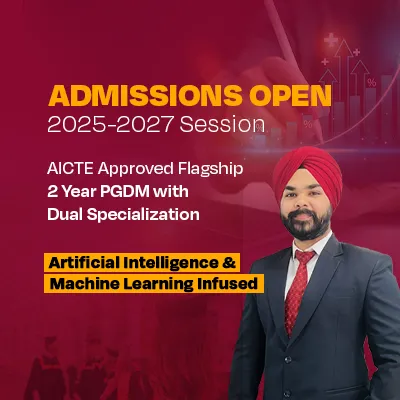 ADMISSIONS OPEN
2025-2027 Session
AICTE Approved Flagship
2 Year PGDM with
Dual Specialization
Artificial Intelligence &
Machine Learning Infused
%
%